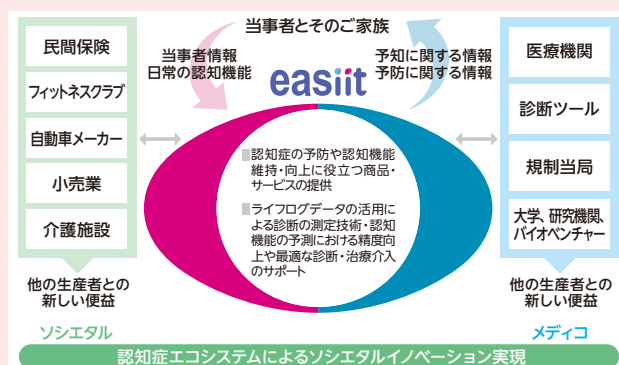 当事者とそのご家族
当事者情報
日常の認知機能
予知に関する情報
予防に関する情報
easiit
民間保険
フィットネスクラブ
自動車メーカー
小売業
介護施設
他の生産者との
新しい便益
ソシエタル
■認知症の予防や認知機能
維持・向上に役立つ商品・
サービスの提供
■ライフログデータの活用によ
る診断の測定技術・認知
機能の予測における精度向
上や最適な診断・治療介入
のサポート
医療機関
診断ツール
規制当局
大学、研究機関、
バイオベンチャー
他の生産者との
新しい便益
メディコ
認知症エコシステムによるソシエタルイノベーション実現